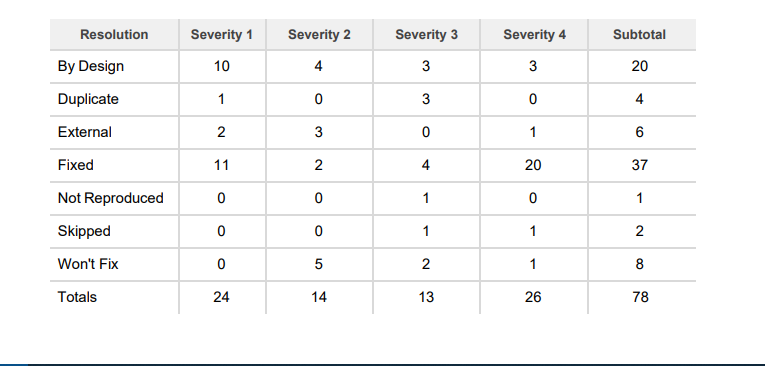 Resolution Severity 1 Severity 2 Severity 3 Severity 4 Subtotal
By Design 10 4 3 3 20
Duplicate 1 0 3 0 4
External 2 3 0 1 6
Fixed 11 2 4 20 37
Not Reproduced 0 0 1 0 1
Skipped 0 0 1 1 2
Won't Fix 0 5 2 1 8
Totals 24 14 13 26 78